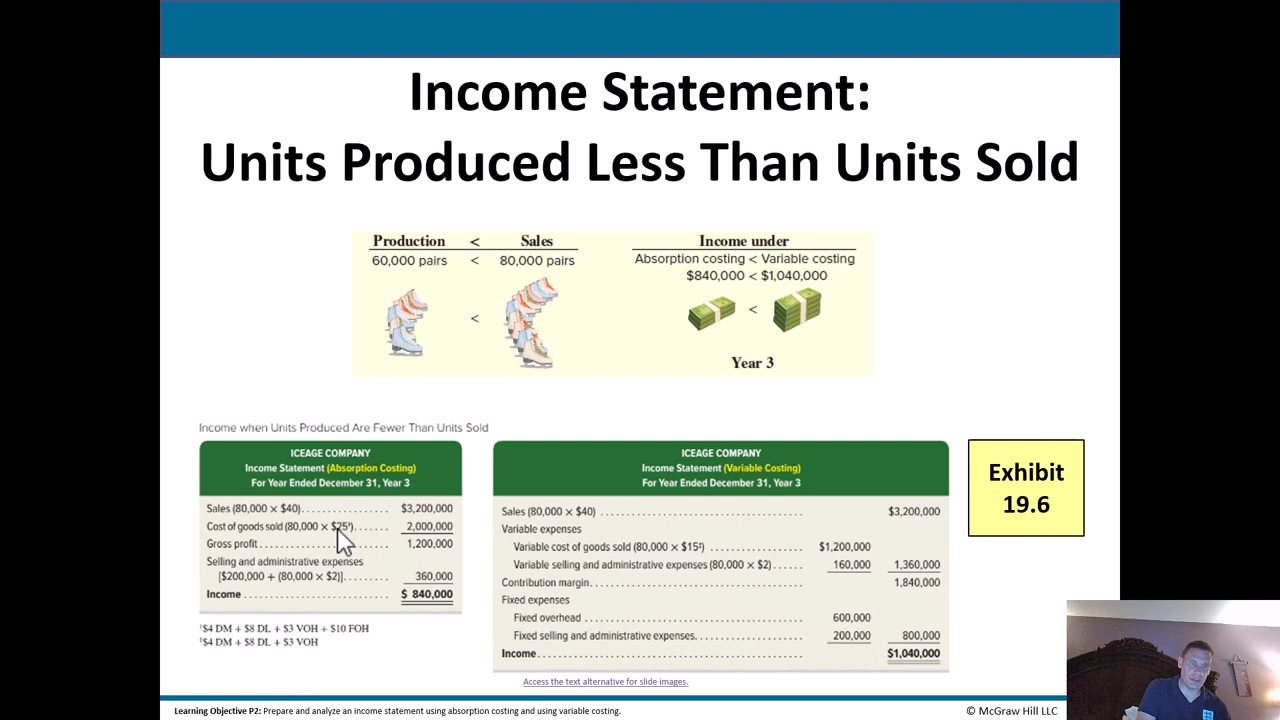 Income Statement:
Units Produced Less Than Units Sold
Production < Sales
60,000 pairs < 80,000 pairs
<
Income under
Absorption costing < Variable costing
$840,000 < $1,040,000
<
Year 3
Income when Units Produced Are Fewer Than Units Sold
ICEAGE COMPANY
Income Statement (Absorption Costing)
For Year Ended December 31, Year 3
Sales (80,000 × $40) $3,200,000
Cost of goods sold (80,000 × $25¹) 2,000,000
Gross profit 1,200,000
Selling and administrative expenses
[$200,000 + (80,000 × $2)] 360,000
Income $ 840,000
¹$4 DM + $8 DL + $3 VOH + $10 FOH
²$4 DM + $8 DL + $3 VOH
ICEAGE COMPANY
Income Statement (Variable Costing)
For Year Ended December 31, Year 3
Sales (80,000 × $40) $3,200,000
Variable expenses
Variable cost of goods sold (80,000 × $15²) $1,200,000
Variable selling and administrative expenses (80,000 × $2) 160,000 1,360,000
Contribution margin 1,840,000
Fixed expenses
Fixed overhead 600,000
Fixed selling and administrative expenses 200,000 800,000
Income $1,040,000
Exhibit
19.6
Access the text alternative for slide images.
Learning Objective P2: Prepare and analyze an income statement using absorption costing and using variable costing.
© McGraw Hill LLC